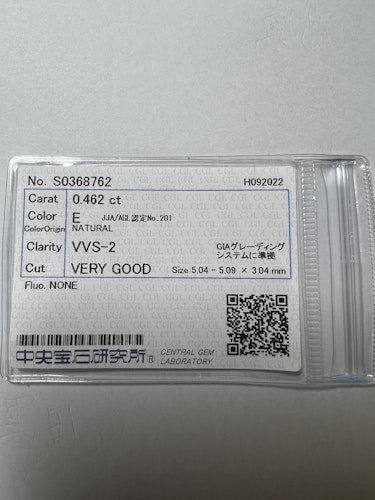 No. S0368762 H092022
Carat 0.462 ct
Color E JJA/AGL認定No.201
ColorOrigin NATURAL
Clarity VVS-2 GIAグレーディング
システムに準拠
Cut VERY GOOD Size 5.04 - 5.09 × 3.04 mm
Fluo. NONE
中央宝石研究所® CENTRAL GEM
LABORATORY